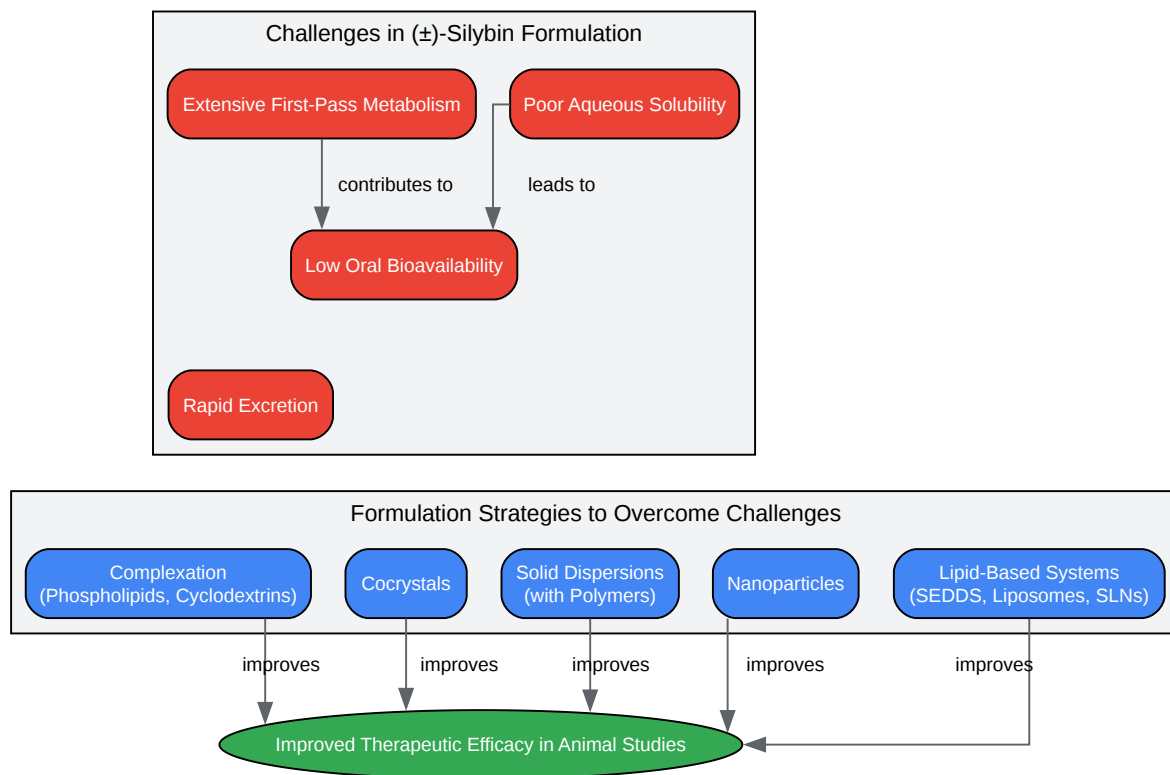 Challenges in (±)-Silybin Formulation
Extensive First-Pass Metabolism
Poor Aqueous Solubility
contributes to
leads to
Low Oral Bioavailability
Rapid Excretion
Formulation Strategies to Overcome Challenges
Complexation
(Phospholipids, Cyclodextrins)
Cocrystals
Solid Dispersions
(with Polymers)
Nanoparticles
Lipid-Based Systems
(SEDDS, Liposomes, SLNs)
improves
improves
improves
improves
improves
Improved Therapeutic Efficacy in Animal Studies